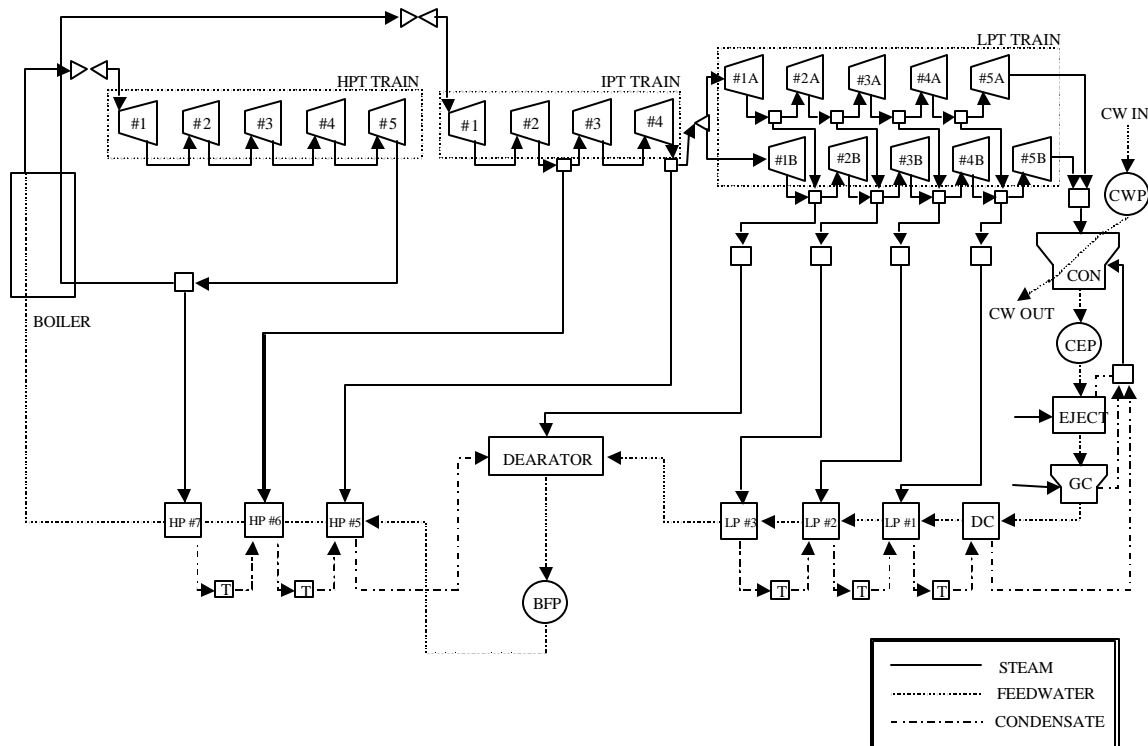 LPT TRAIN
HPT TRAIN
IPT TRAIN
#1A
#2A
#3A
#4A
#5A
#1
#2
#3
#4
#5
#1
#2
#3
#4
CW IN
#1B
#2B
#3B
#4B
#5B
CWP
CON
BOILER
CW OUT
CEP
EJECT
DEARATOR
GC
HP #7
HP #6
HP #5
LP #3
LP #2
LP #1
DC
T
T
T
T
T
BFP
STEAM
FEEDWATER
CONDENSATE